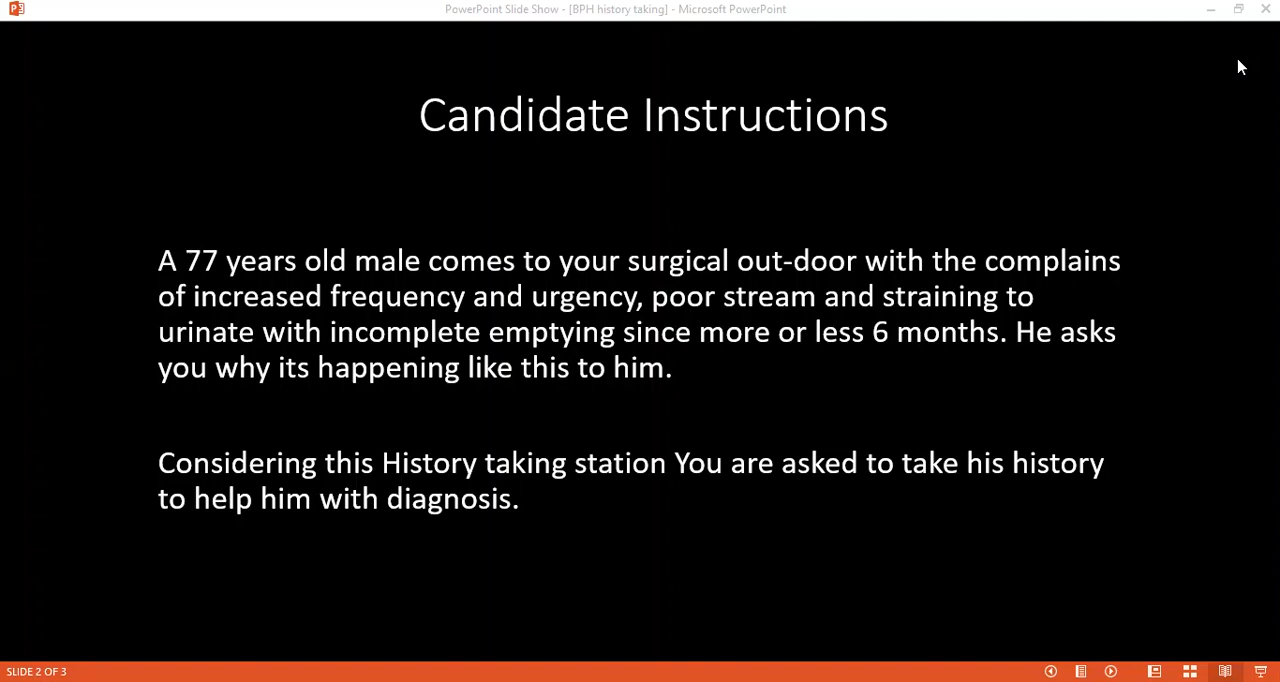 PowerPoint Slide Show - [BPH history taking] - Microsoft PowerPoint
Candidate Instructions
A 77 years old male comes to your surgical out-door with the complains
of increased frequency and urgency, poor stream and straining to
urinate with incomplete emptying since more or less 6 months. He asks
you why its happening like this to him.
Considering this History taking station You are asked to take his history
to help him with diagnosis.
SLIDE 2 OF 3